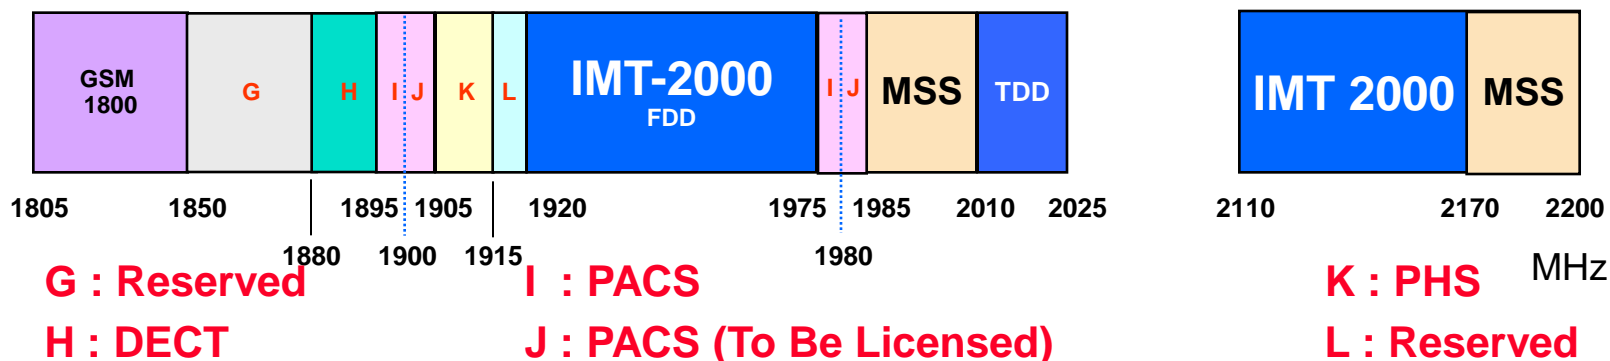 GSM
1800
G
H
I
J
K
L
IMT-2000
FDD
I
J
MSS
TDD
IMT 2000
MSS
1805
1850
1895
1905
1920
1975
1985
2010
2025
2110
2170
2200
1880
1900
1915
1980
MHz
G : Reserved
I : PACS
K : PHS
H : DECT
J : PACS (To Be Licensed)
L : Reserved